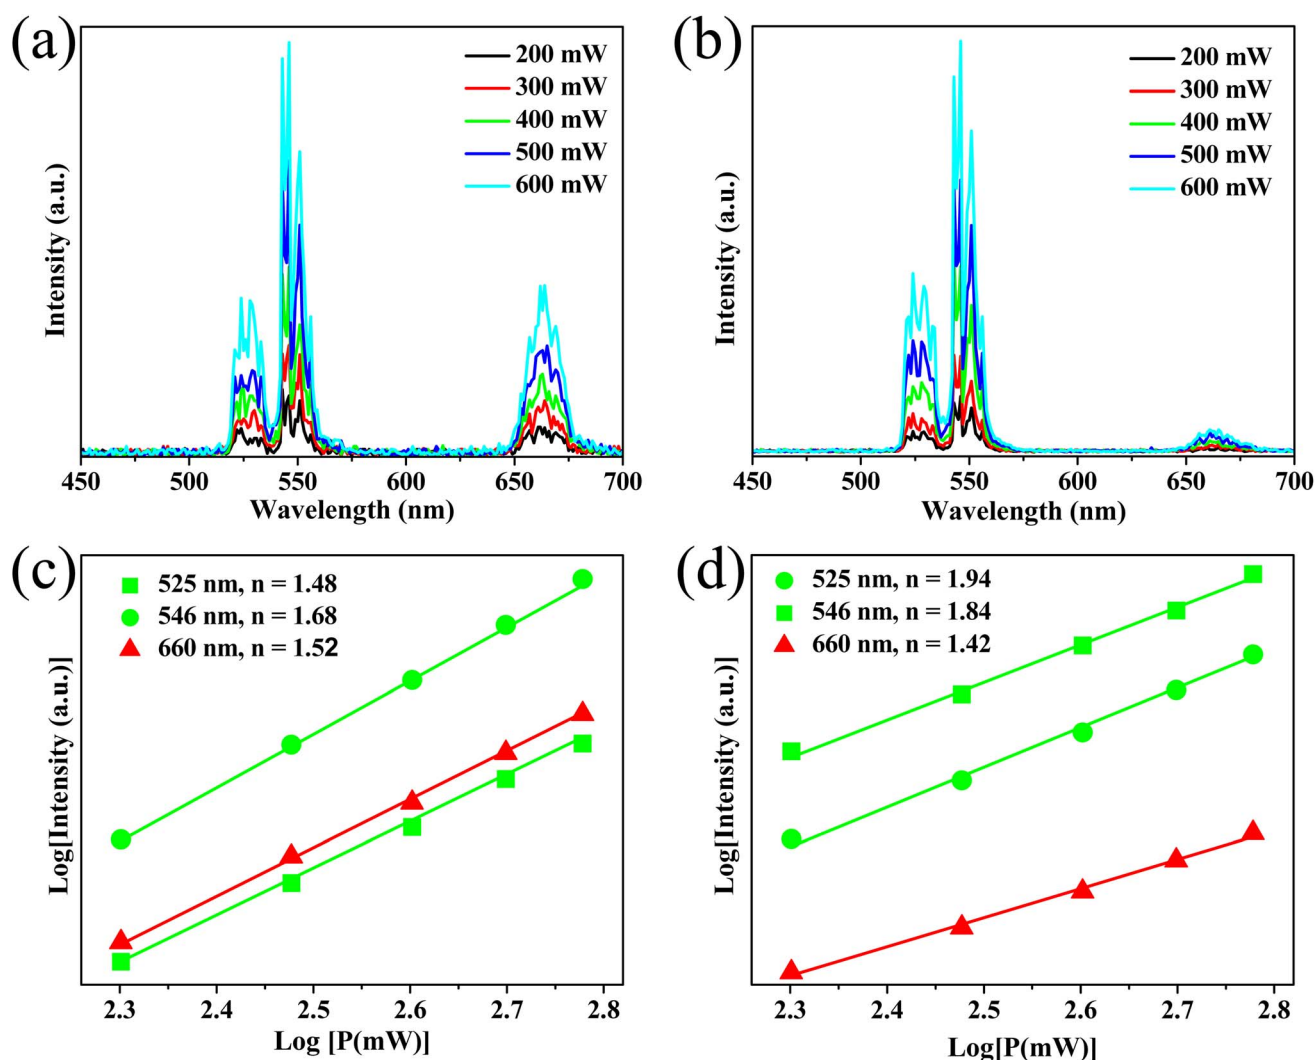 (a)
200 mW
300 mW
400 mW
500 mW
600 mW
Intensity (a.u.)
450 500 550 600 650 700
Wavelength (nm)
(b)
200 mW
300 mW
400 mW
500 mW
600 mW
Intensity (a.u.)
450 500 550 600 650 700
Wavelength (nm)
(c)
525 nm, n = 1.48
546 nm, n = 1.68
660 nm, n = 1.52
Log[Intensity (a.u.)]
2.3 2.4 2.5 2.6 2.7 2.8
Log [P(mW)]
(d)
525 nm, n = 1.94
546 nm, n = 1.84
660 nm, n = 1.42
Log[Intensity (a.u.)]
2.3 2.4 2.5 2.6 2.7 2.8
Log[P(mW)]